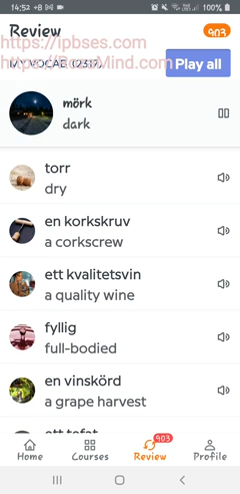 14:52
100%
Review
903
https://ipbses.com
MY VOCAB (2319)
Play all
mörk
dark
torr
dry
en korkskruv
a corkscrew
ett kvalitetsvin
a quality wine
fyllig
full-bodied
en vinskörd
a grape harvest
903
Home Courses Review Profile